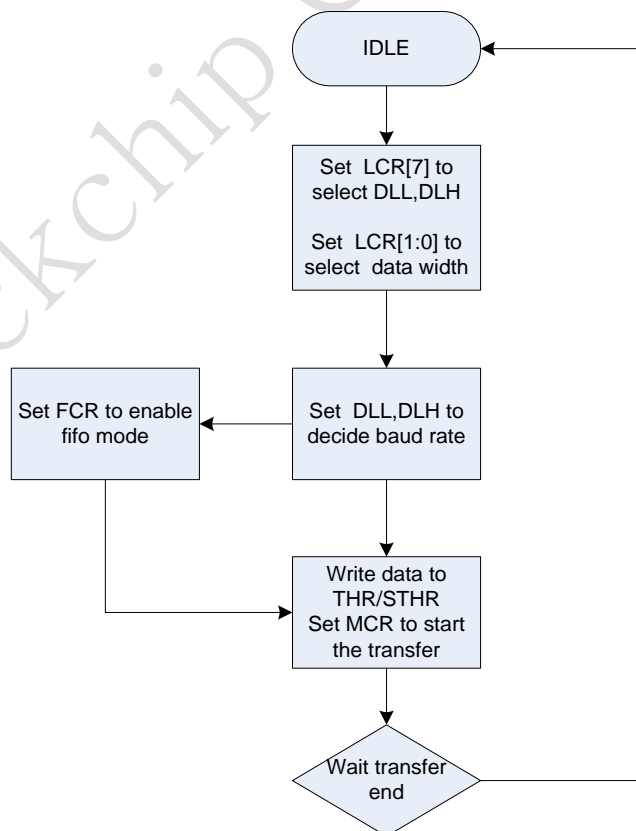 IDLE
Set LCR[7] to
select DLL,DLH
Set LCR[1:0] to
select data width
Set FCR to enable
fifo mode
Set DLL,DLH to
decide baud rate
Write data to
THR/STHR
Set MCR to start
the transfer
Wait transfer
end